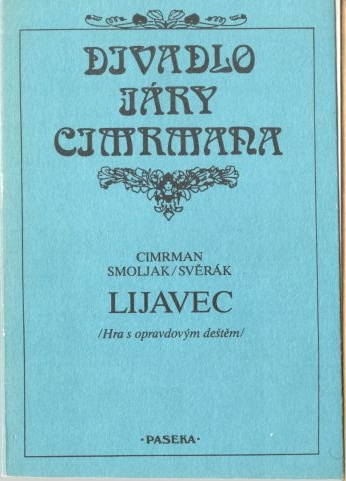 DIVADLO
JÁRY
CIMRMANA
CIMRMAN
SMOLJAK/SVĚRÁK
LIJAVEC
/Hra s opravdovým deštěm/
·PASEKA·